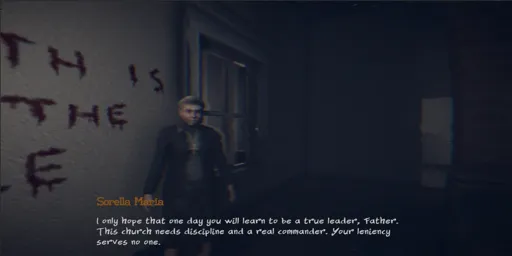 TH IS
THE
E
Sorella Maria
I only hope that one day you will learn to be a true leader, Father.
This church needs discipline and a real commander. Your leniency
serves no one.